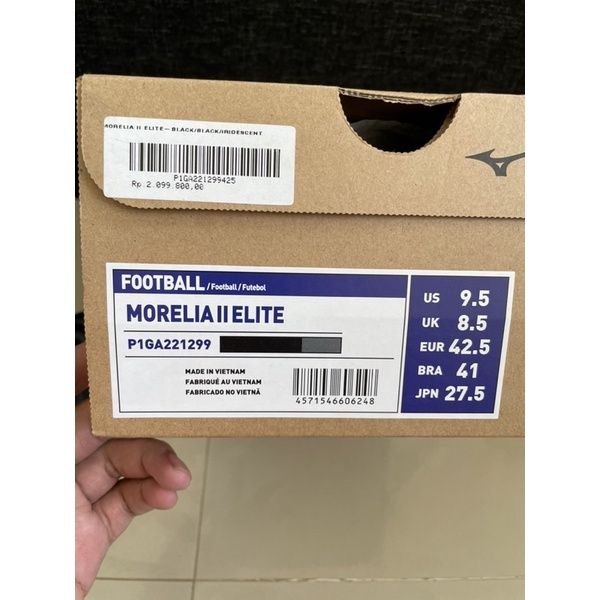 MORELIA II ELITE— BLACK/BLACK/IRIDESCENT
P1GA221299425
Rp.2.099.800,00
FOOTBALL / Football / Futebol
MORELIA II ELITE
P1GA221299
MADE IN VIETNAM
FABRIQUÉ AU VIETNAM
FABRICADO NO VIETNÃ
4571546606248
US 9.5
UK 8.5
EUR 42.5
BRA 41
JPN 27.5